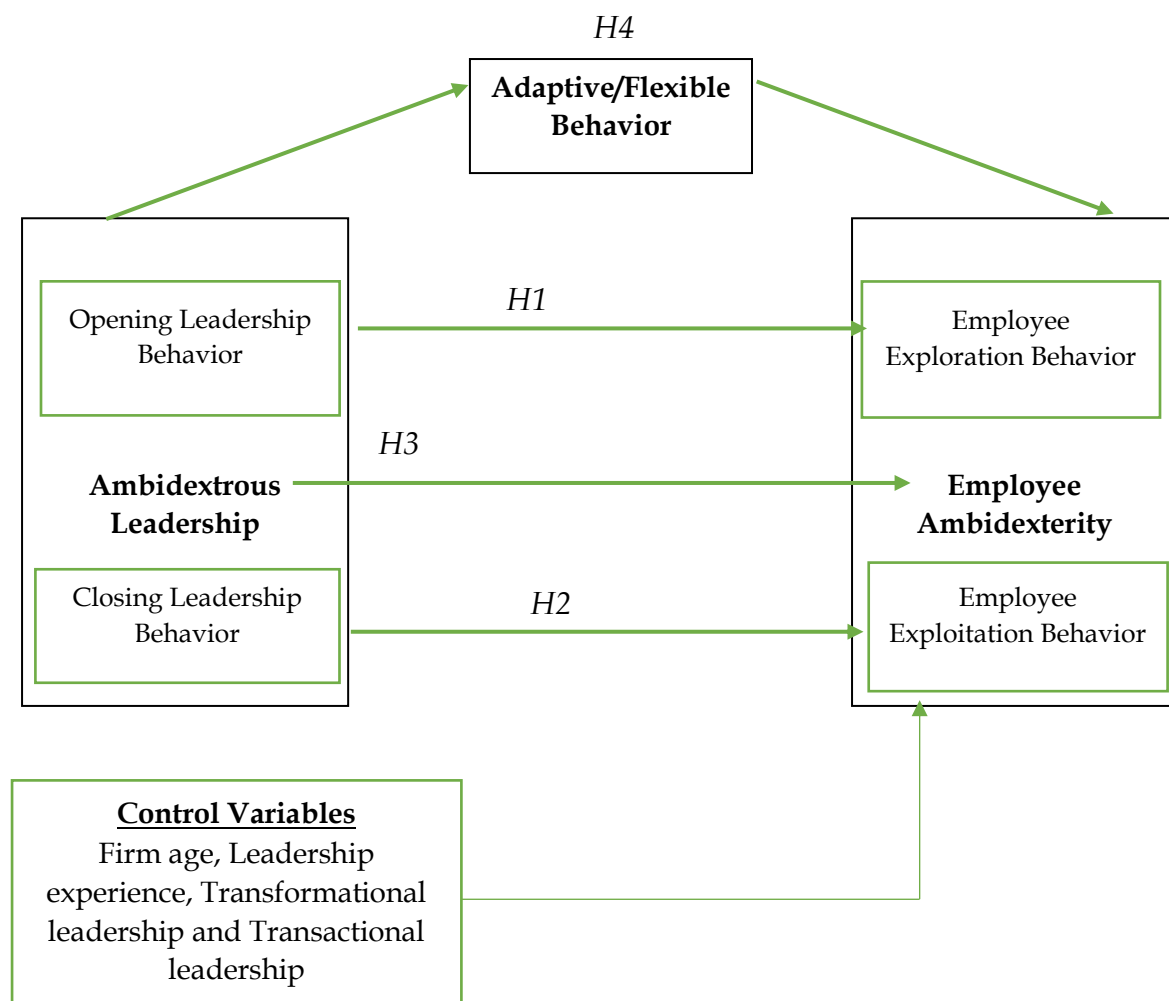 H4
Adaptive/Flexible
Behavior
Opening Leadership
Behavior
H1
Employee
Exploration Behavior
H3
Ambidextrous
Leadership
Employee
Ambidexterity
Closing Leadership
Behavior
H2
Employee
Exploitation Behavior
Control Variables
Firm age, Leadership
experience, Transformational
leadership and Transactional
leadership